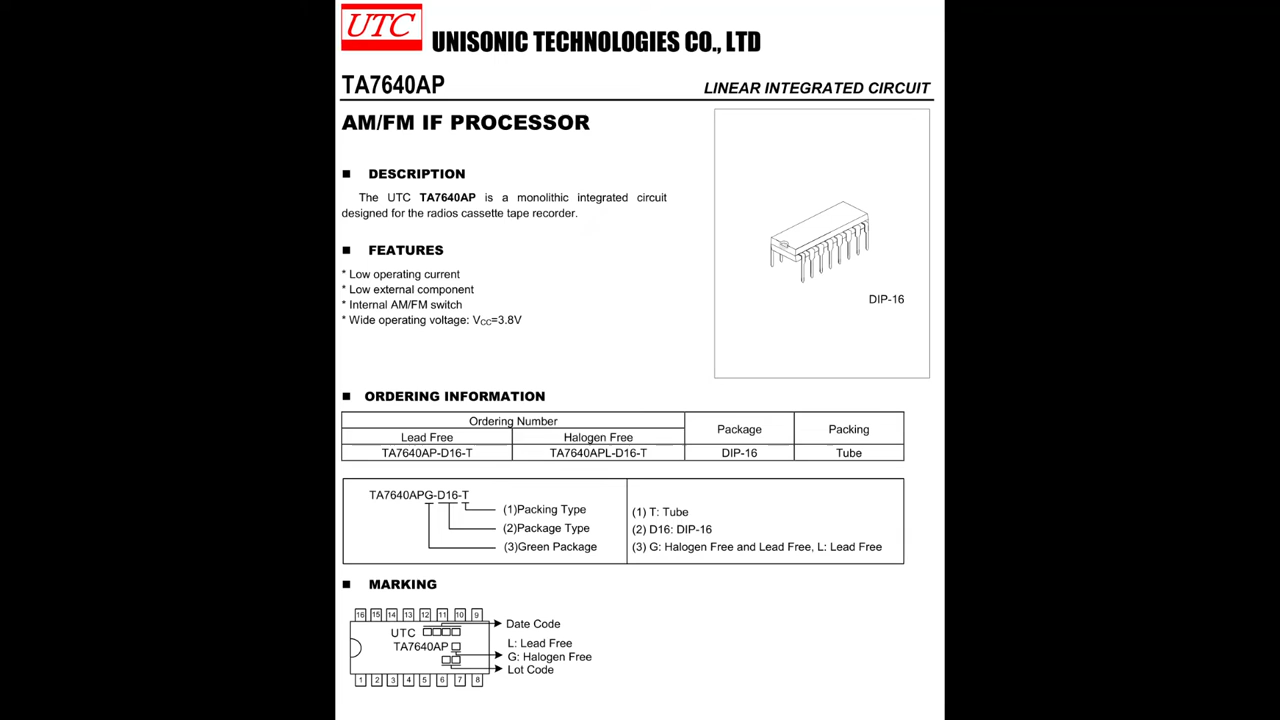 UTC
UNISONIC TECHNOLOGIES CO., LTD
TA7640AP
LINEAR INTEGRATED CIRCUIT
AM/FM IF PROCESSOR
■ DESCRIPTION
The UTC TA7640AP is a monolithic integrated circuit
designed for the radios cassette tape recorder.
■ FEATURES
* Low operating current
* Low external component
* Internal AM/FM switch
* Wide operating voltage: VCC=3.8V
DIP-16
■ ORDERING INFORMATION
Ordering Number
Package
Packing
Lead Free
Halogen Free
TA7640AP-D16-T
TA7640APL-D16-T
DIP-16
Tube
TA7640APG-D16-T
(1)Packing Type
(2)Package Type
(3)Green Package
(1) T: Tube
(2) D16: DIP-16
(3) G: Halogen Free and Lead Free, L: Lead Free
■ MARKING
16 15 14 13 12 11 10 9
Date Code
UTC
L: Lead Free
TA7640AP
G: Halogen Free
Lot Code
1 2 3 4 5 6 7 8